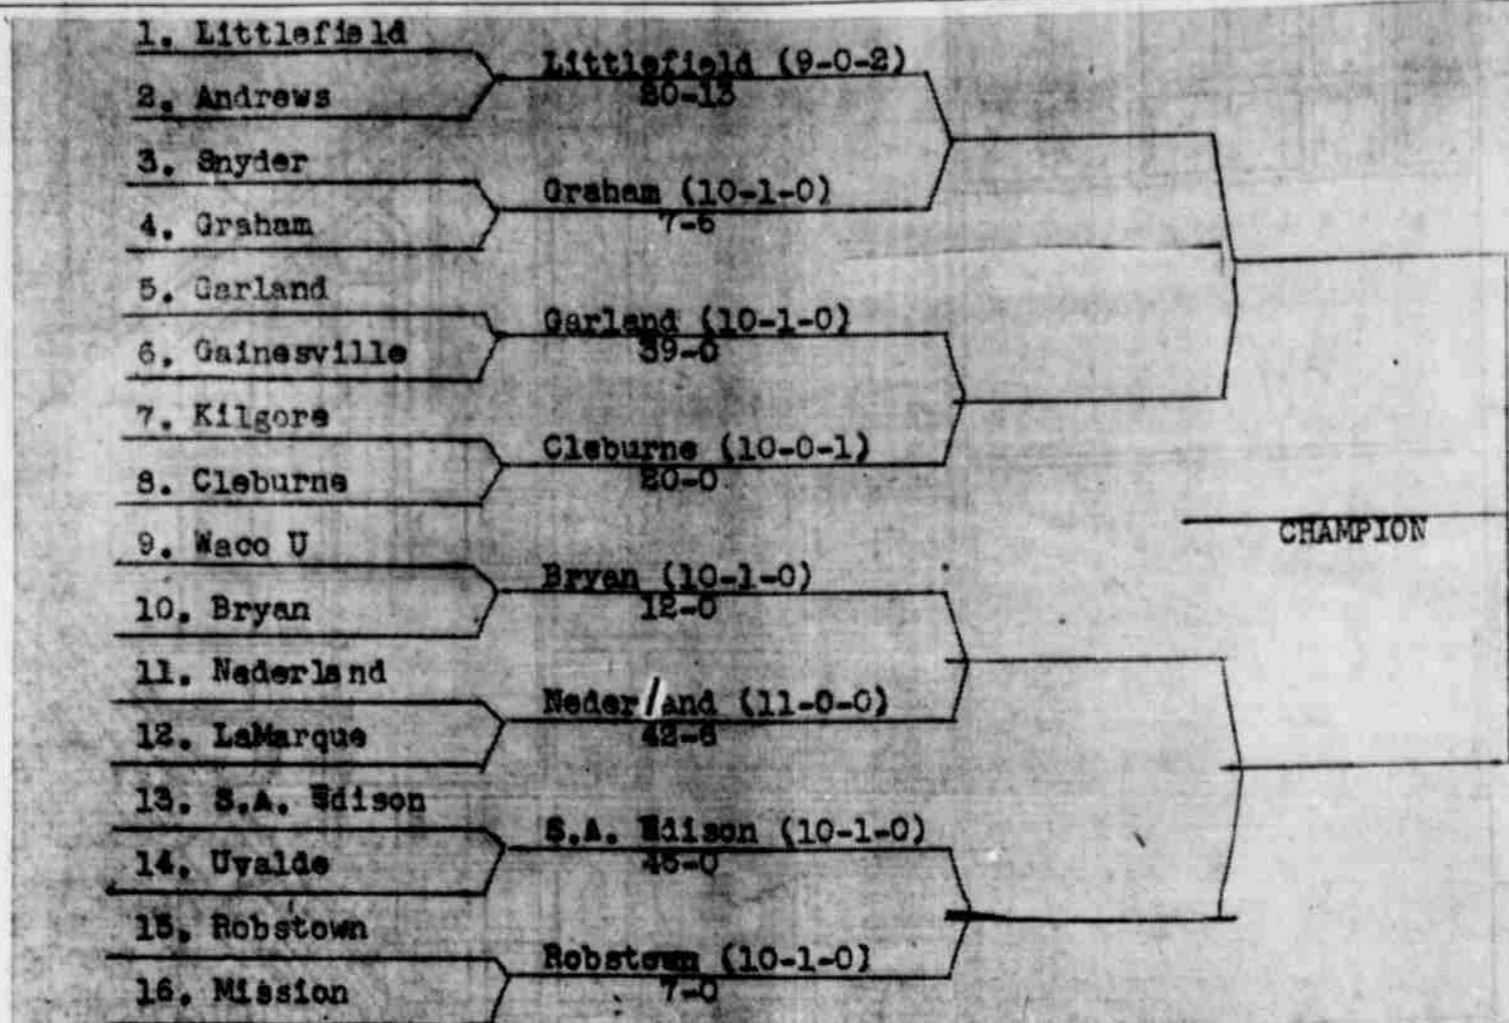 1. Littlefield
Littlefield (9-0-2)
20-13
2. Andrews
3. Snyder
Graham (10-1-0)
7-6
4. Graham
5. Garland
Garland (10-1-0)
39-0
6. Gainesville
7. Kilgore
Cleburne (10-0-1)
20-0
8. Cleburne
CHAMPION
9. Waco U
Bryan (10-1-0)
12-0
10. Bryan
11. Nederland
Nederland (11-0-0)
42-6
12. LaMarque
13. S.A. Edison
S.A. Edison (10-1-0)
45-0
14. Uvalde
15. Robstown
Robstown (10-1-0)
7-0
16. Mission